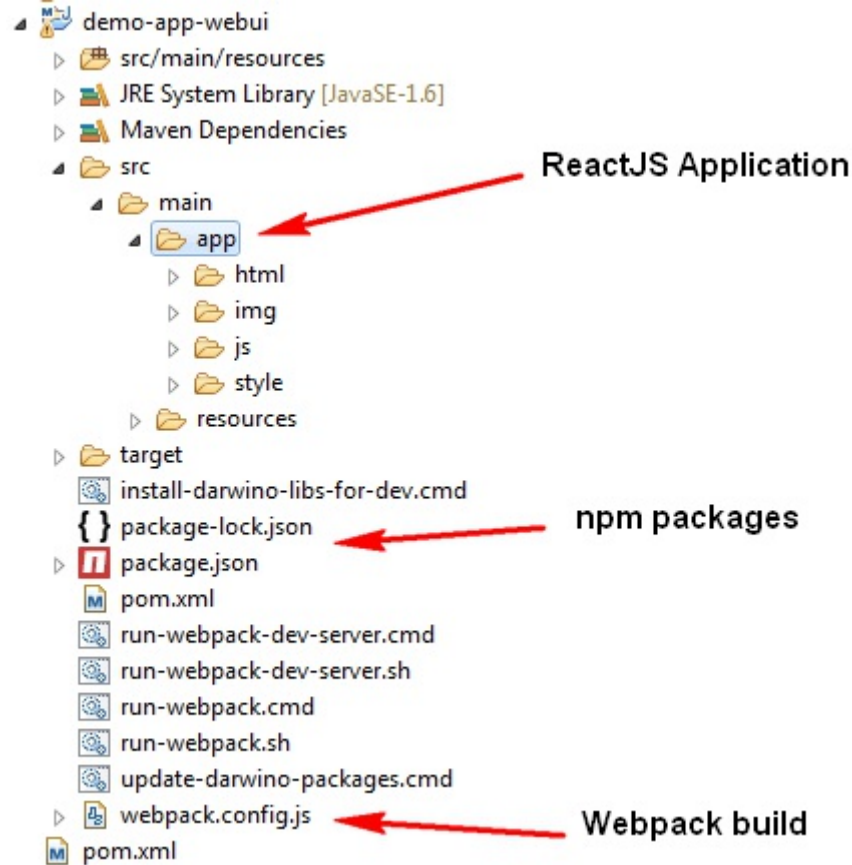 demo-app-webui
src/main/resources
JRE System Library [JavaSE-1.6]
Maven Dependencies
src
ReactJS Application
main
app
html
img
js
style
resources
target
install-darwino-libs-for-dev.cmd
npm packages
package-lock.json
package.json
pom.xml
run-webpack-dev-server.cmd
run-webpack-dev-server.sh
run-webpack.cmd
run-webpack.sh
update-darwino-packages.cmd
webpack.config.js
Webpack build
pom.xml